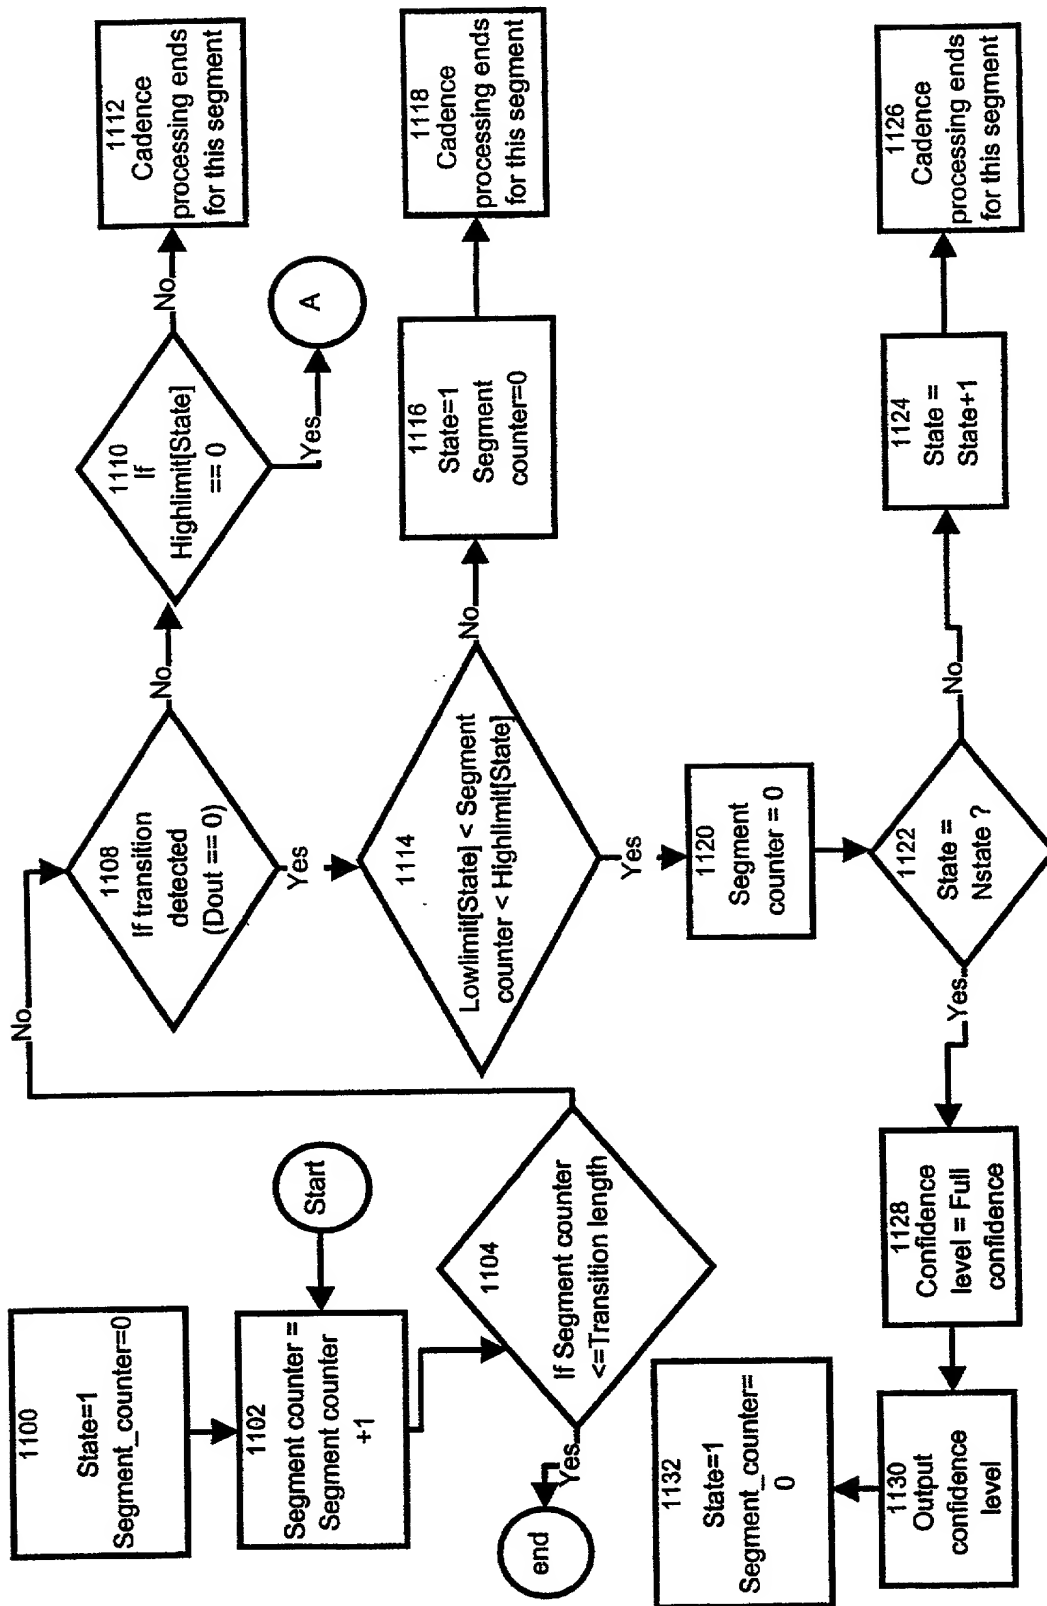 1100
State=1
Segment_counter=0
1102
Segment counter =
Segment counter
+1
Start
1104
If Segment counter
<=Transition length
Yes
end
No
1108
If transition
detected
(Dout == 0)
No
1110
If
Highlimit[State]
== 0
No
1112
Cadence
processing ends
for this segment
Yes
A
Yes
1114
Lowlimit[State] < Segment
counter < Highlimit[State]
No
1116
State=1
Segment
counter=0
1118
Cadence
processing ends
for this segment
Yes
1120
Segment
counter = 0
1122
State =
Nstate ?
No
1124
State =
State+1
1126
Cadence
processing ends
for this segment
Yes
1128
Confidence
level = Full
confidence
1130
Output
confidence
level
1132
State=1
Segment_counter=
0